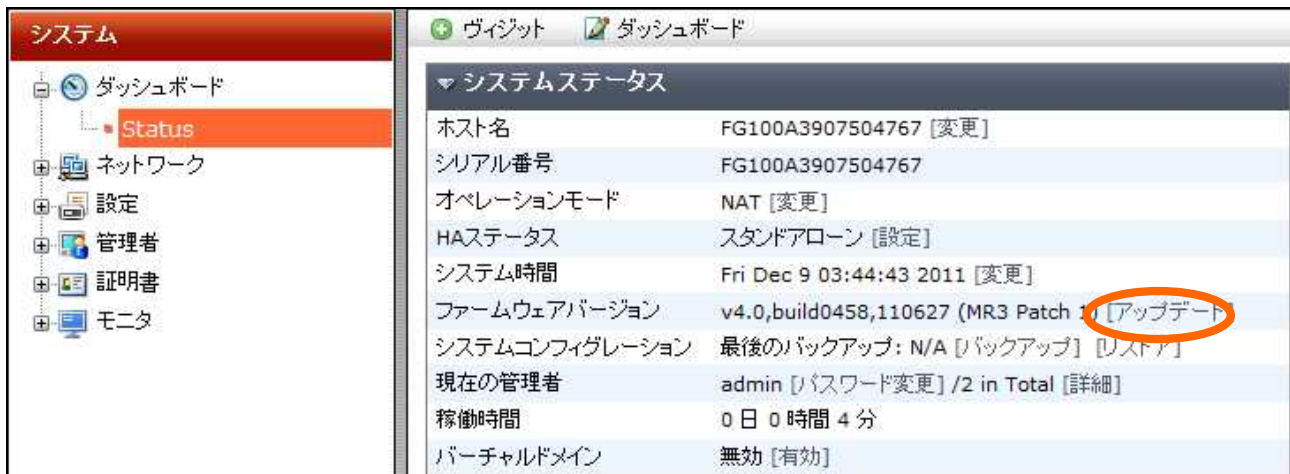 システム
ダッシュボード
Status
ネットワーク
設定
管理者
証明書
モニタ
ヴィジット ダッシュボード
システムステータス
ホスト名 FG100A3907504767 [変更]
シリアル番号 FG100A3907504767
オペレーションモード NAT [変更]
HAステータス スタンドアローン [設定]
システム時間 Fri Dec 9 03:44:43 2011 [変更]
ファームウェアバージョン v4.0,build0458,110627 (MR3 Patch 1) [アップデート]
システムコンフィグレーション 最後のバックアップ: N/A [バックアップ] [リストア]
現在の管理者 admin [パスワード変更] /2 in Total [詳細]
稼働時間 0 日 0 時間 4 分
バーチャルドメイン 無効 [有効]